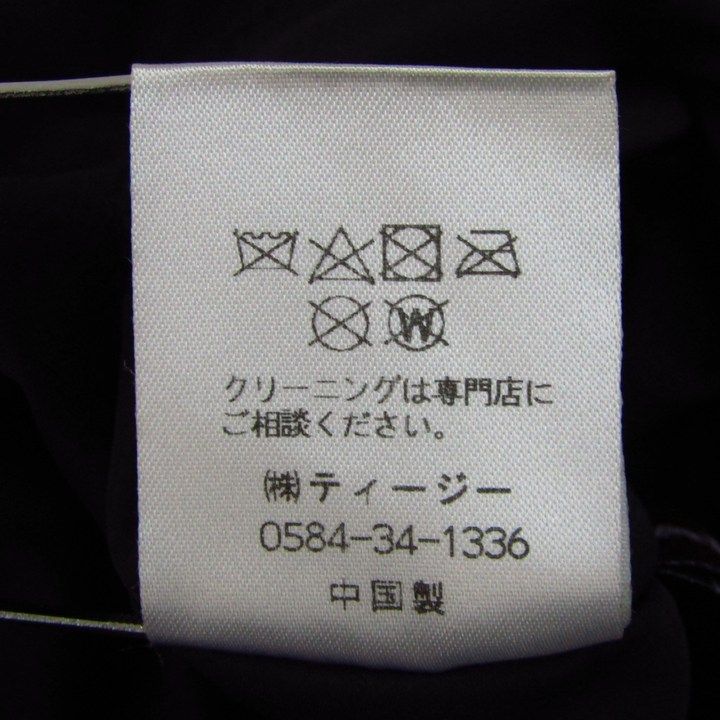 W
クリーニングは専門店に
ご相談ください。
㈱ティージー
0584-34-1336
中国製